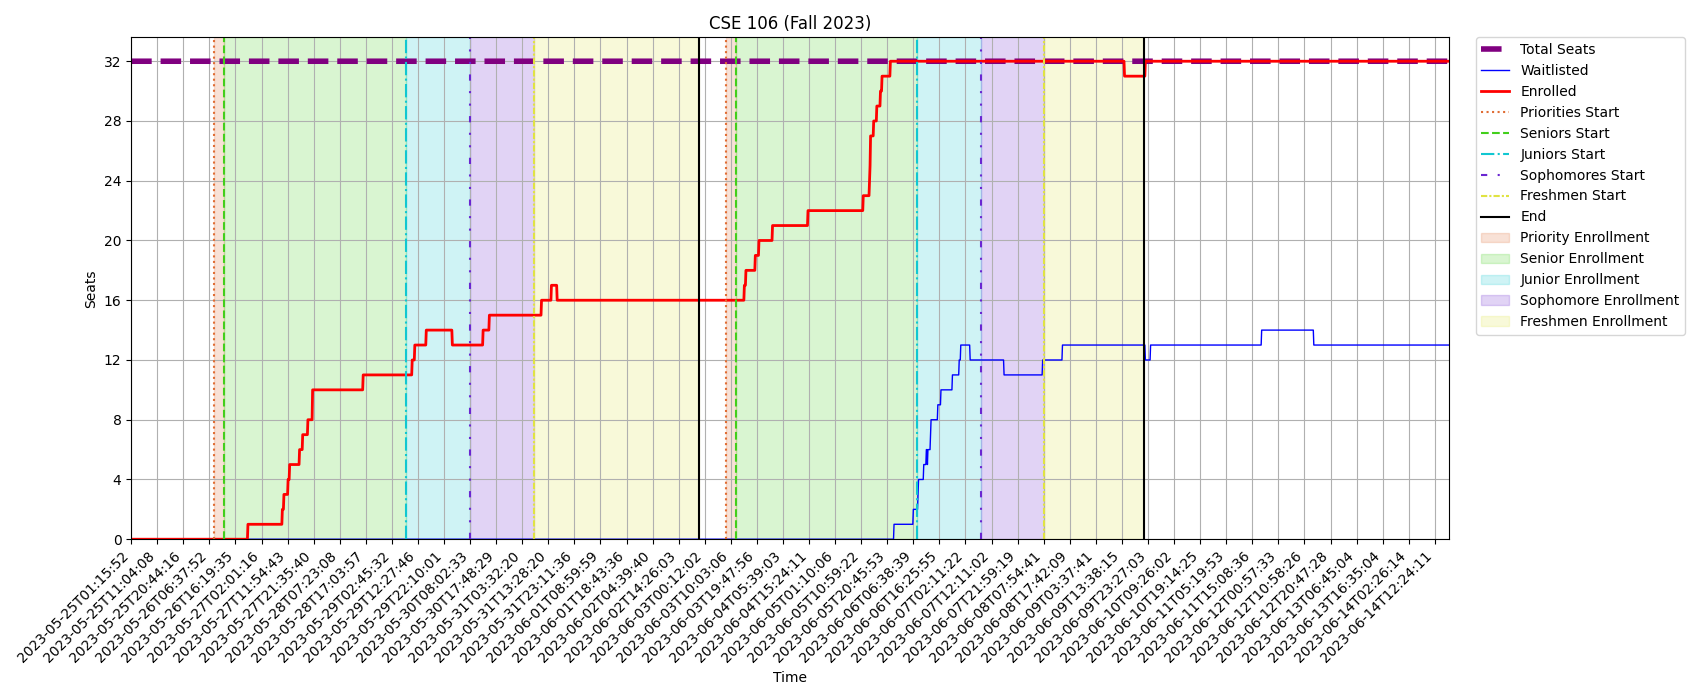 CSE 106 (Fall 2023)
Seats
32
28
24
20
16
12
8
4
0
2023-05-25T01:15:52
2023-05-25T11:04:08
2023-05-25T20:44:16
2023-05-26T06:37:52
2023-05-26T16:19:35
2023-05-27T02:01:16
2023-05-27T11:54:43
2023-05-27T21:35:40
2023-05-28T07:23:08
2023-05-28T17:03:57
2023-05-29T02:45:32
2023-05-29T12:27:46
2023-05-29T22:10:01
2023-05-30T08:02:33
2023-05-30T17:48:29
2023-05-31T03:32:20
2023-05-31T13:28:20
2023-05-31T23:11:36
2023-06-01T08:59:59
2023-06-01T18:43:36
2023-06-02T04:39:40
2023-06-02T14:26:03
2023-06-03T00:12:02
2023-06-03T10:03:06
2023-06-03T19:47:56
2023-06-04T05:39:03
2023-06-04T15:24:11
2023-06-05T01:10:06
2023-06-05T10:59:22
2023-06-05T20:45:53
2023-06-06T06:38:39
2023-06-06T16:25:55
2023-06-07T02:11:22
2023-06-07T12:11:02
2023-06-07T21:59:19
2023-06-08T07:54:41
2023-06-08T17:42:09
2023-06-09T03:37:41
2023-06-09T13:38:15
2023-06-09T23:27:03
2023-06-10T09:26:02
2023-06-10T19:14:25
2023-06-11T05:19:53
2023-06-11T15:08:36
2023-06-12T00:57:33
2023-06-12T10:58:26
2023-06-12T20:47:28
2023-06-13T06:45:04
2023-06-13T16:35:04
2023-06-14T02:26:14
2023-06-14T12:24:11
Time
Total Seats
Waitlisted
Enrolled
Priorities Start
Seniors Start
Juniors Start
Sophomores Start
Freshmen Start
End
Priority Enrollment
Senior Enrollment
Junior Enrollment
Sophomore Enrollment
Freshmen Enrollment